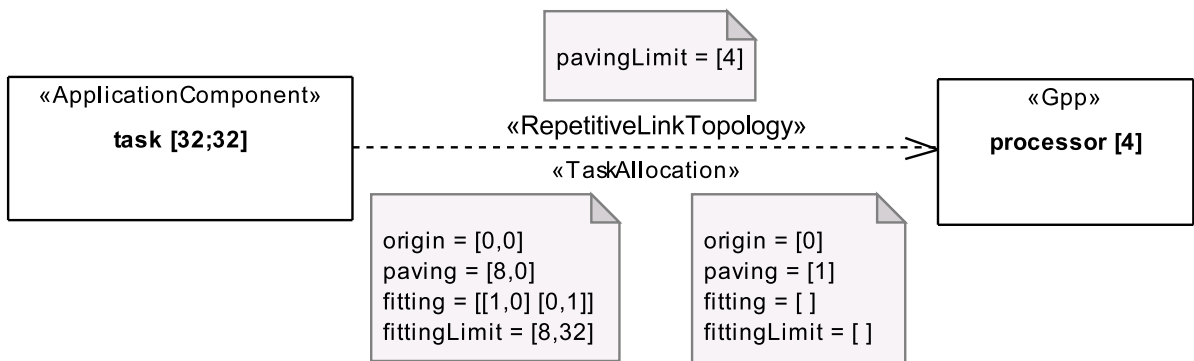 pavingLimit = [4]
«ApplicationComponent»
task [32;32]
«RepetitiveLinkTopology»
«TaskAllocation»
«Gpp»
processor [4]
origin = [0,0]
paving = [8,0]
fitting = [[1,0] [0,1]]
fittingLimit = [8,32]
origin = [0]
paving = [1]
fitting = [ ]
fittingLimit = [ ]